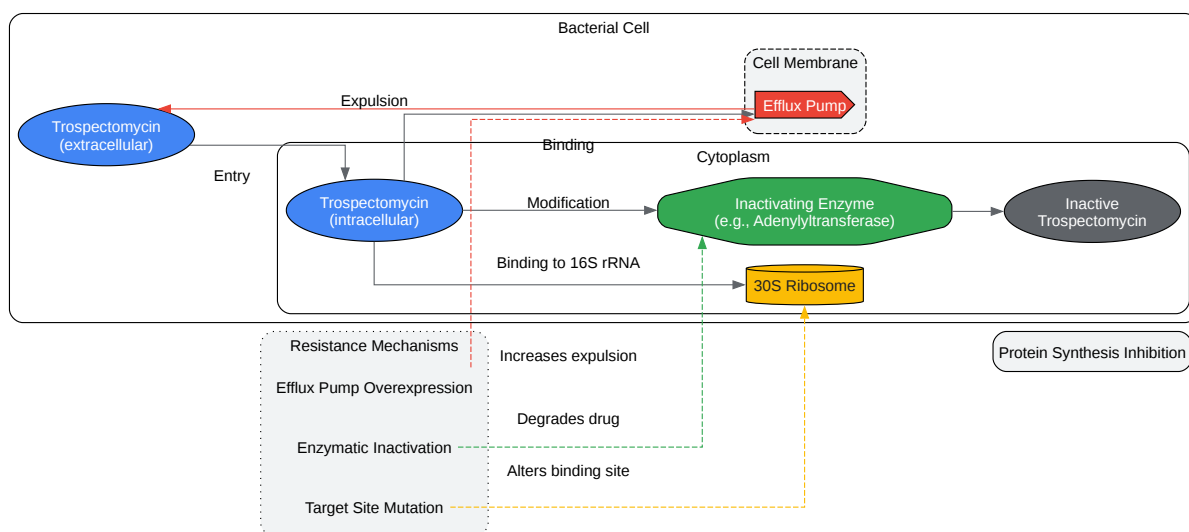 Bacterial Cell
Cell Membrane
Expulsion
Efflux Pump
Trospectomycin
(extracellular)
Binding
Cytoplasm
Entry
Trospectomycin
(intracellular)
Modification
Inactivating Enzyme
(e.g., Adenylyltransferase)
Inactive
Trospectomycin
Binding to 16S rRNA
30S Ribosome
Resistance Mechanisms
Increases expulsion
Protein Synthesis Inhibition
Efflux Pump Overexpression
Degrades drug
Enzymatic Inactivation
Alters binding site
Target Site Mutation